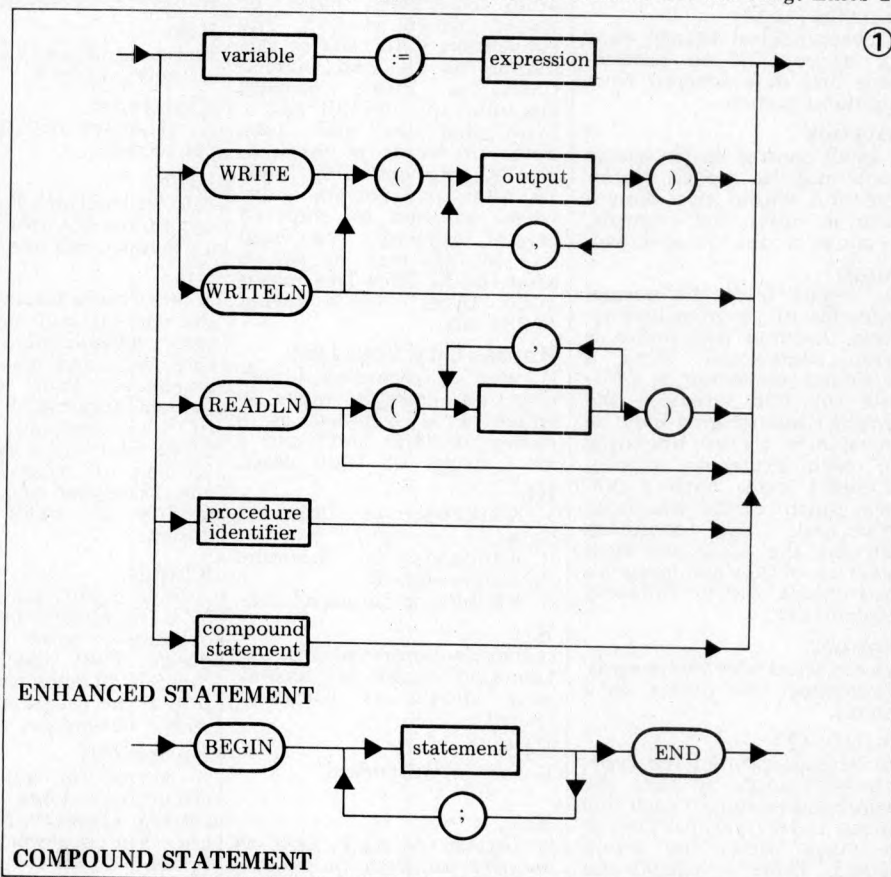 ①
variable := expression
WRITE ( output )
,
WRITELN
,
READLN ( )
procedure
identifier
compound
statement
ENHANCED STATEMENT
BEGIN statement END
;
COMPOUND STATEMENT